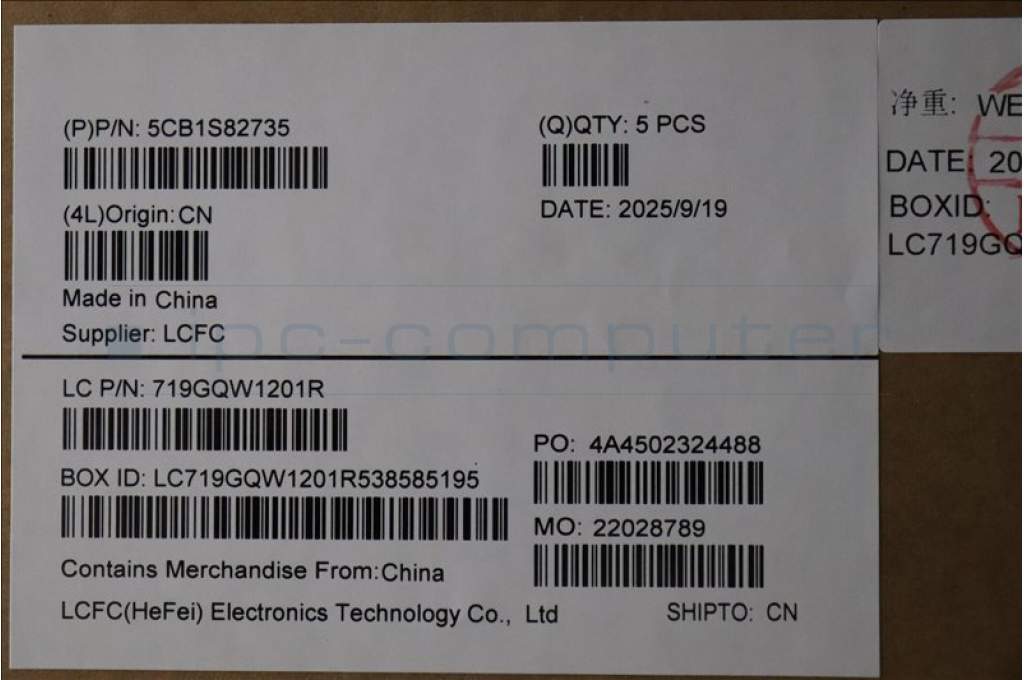 (P)P/N: 5CB1S82735
(Q)QTY: 5 PCS
(4L)Origin: CN
DATE: 2025/9/19
Made in China
Supplier: LCFC
ipc-computer
LC P/N: 719GQW1201R
PO: 4A4502324488
BOX ID: LC719GQW1201R538585195
MO: 22028789
Contains Merchandise From:China
LCFC(HeFei) Electronics Technology Co., Ltd
SHIPTO: CN
净重: WE
DATE: 20
BOXID:
LC719GQ